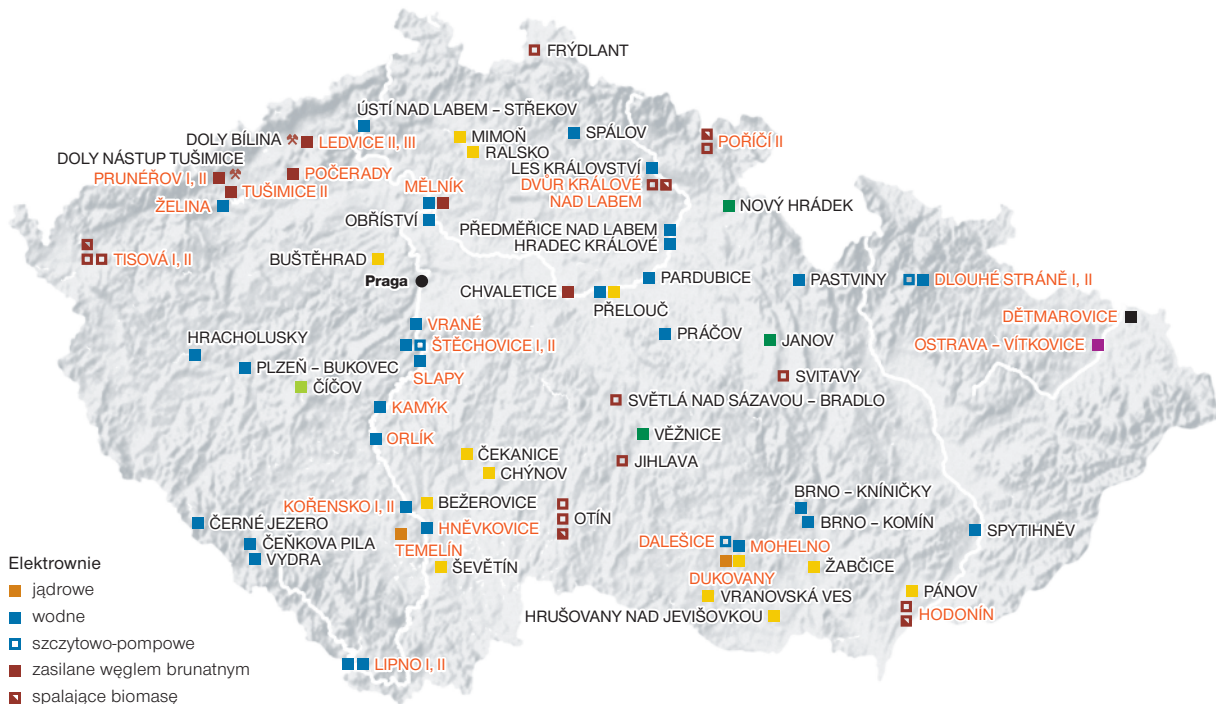 FRÝDLANT
ÚSTÍ NAD LABEM – STŘEKOV
DOLY BÍLINA
LEDVICE II, III
MIMOŇ
RALSKO
SPÁLOV
POŘÍČÍ II
DOLY NÁSTUP TUŠIMICE
PRUNÉŘOV I, II
POČERADY
TUŠIMICE II
ŽELINA
MĚLNÍK
OBŘÍSTVÍ
LES KRÁLOVSTVÍ
DVŮR KRÁLOVÉ
NAD LABEM
NOVÝ HRÁDEK
PŘEDMĚŘICE NAD LABEM
HRADEC KRÁLOVÉ
TISOVÁ I, II
BUŠTĚHRAD
Praga
CHVALETICE
PŘELOUČ
PARDUBICE
PASTVINY
DLOUHÉ STRÁNĚ I, II
DĚTMAROVICE
OSTRAVA – VÍTKOVICE
VRANÉ
ŠTĚCHOVICE I, II
SLAPY
PRÁČOV
JANOV
HRACHOLUSKY
PLZEŇ – BUKOVEC
ČÍČOV
SVITAVY
SVĚTLÁ NAD SÁZAVOU – BRADLO
KAMÝK
ORLÍK
VĚŽNICE
JIHLAVA
ČEKANICE
CHÝNOV
KOŘENSKO I, II
BEŽEROVICE
OTÍN
BRNO – KNÍNIČKY
BRNO – KOMÍN
SPYTIHNĚV
ČERNÉ JEZERO
ČEŇKOVA PILA
VYDRA
HNĚVKOVICE
TEMELÍN
ŠEVĚTÍN
DALEŠICE
MOHELNO
DUKOVANY
ŽABČICE
VRANOVSKÁ VES
HRUŠOVANY NAD JEVIŠOVKOU
PÁNOV
HODONÍN
LIPNO I, II
Elektrownie
jądrowe
wodne
szczytowo-pompowe
zasilane węglem brunatnym
spalające biomasę